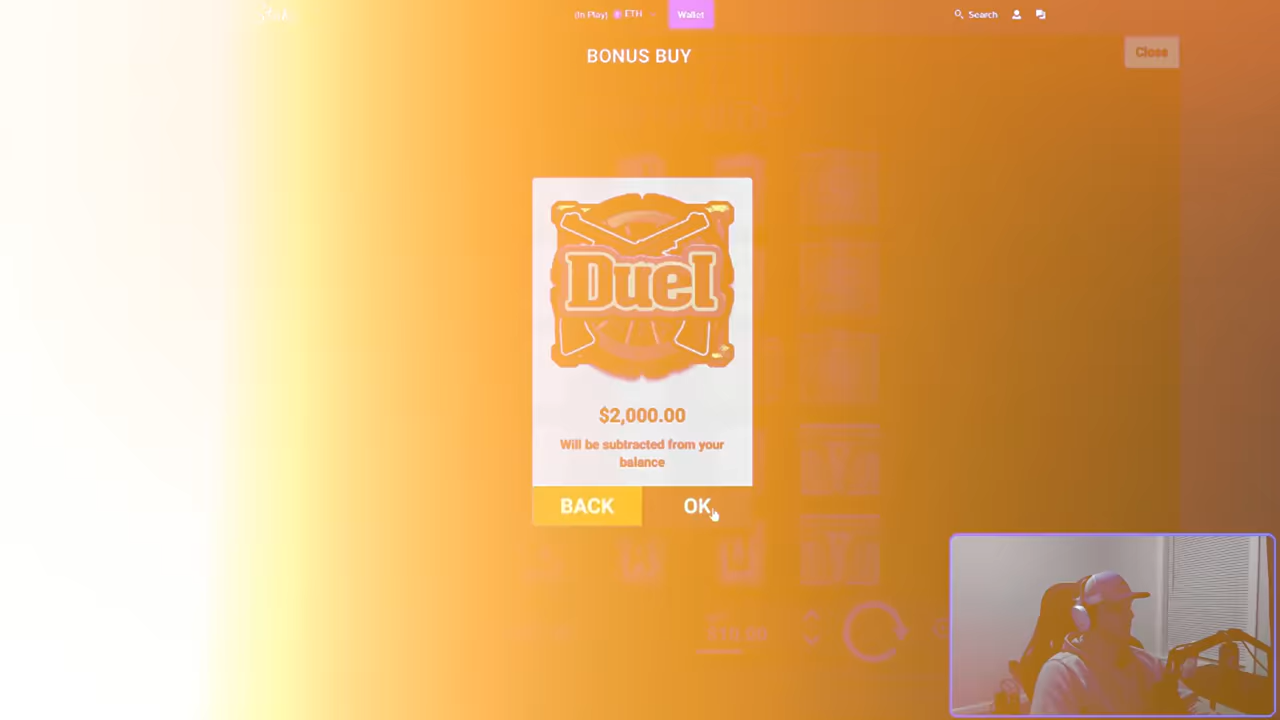 (In Play) ETH
Wallet
Search
BONUS BUY
Close
Duel
$2,000.00
Will be subtracted from your
balance
BACK
OK